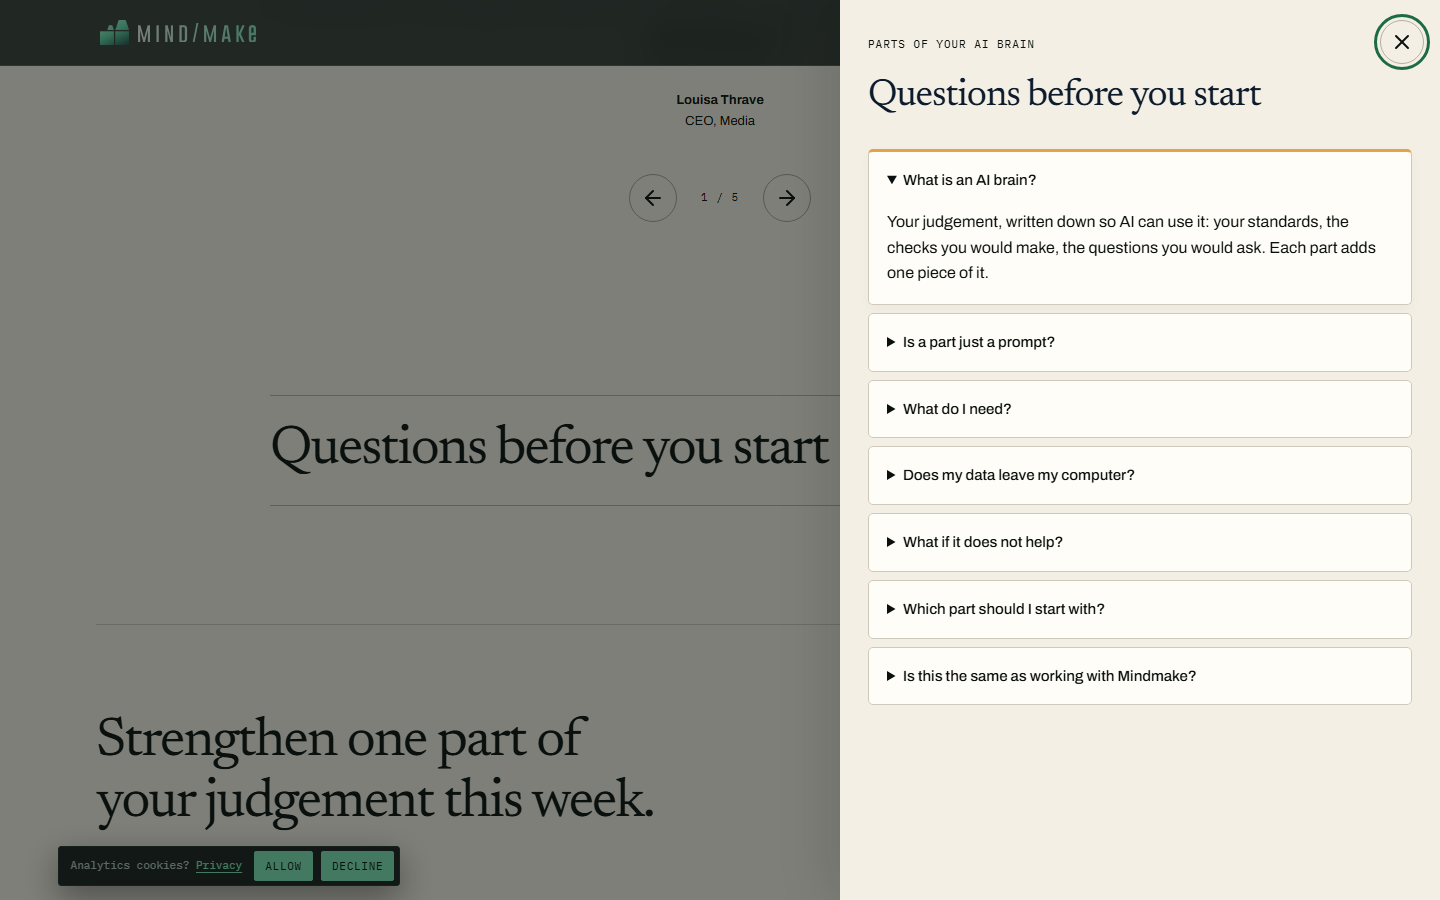 MIND/MAKE
Louisa Thrave
CEO, Media
1 / 5
Questions before you start
Strengthen one part of
your judgement this week.
Analytics cookies? Privacy ALLOW DECLINE
PARTS OF YOUR AI BRAIN
Questions before you start
What is an AI brain?
Your judgement, written down so AI can use it: your standards, the
checks you would make, the questions you would ask. Each part adds
one piece of it.
Is a part just a prompt?
What do I need?
Does my data leave my computer?
What if it does not help?
Which part should I start with?
Is this the same as working with Mindmake?